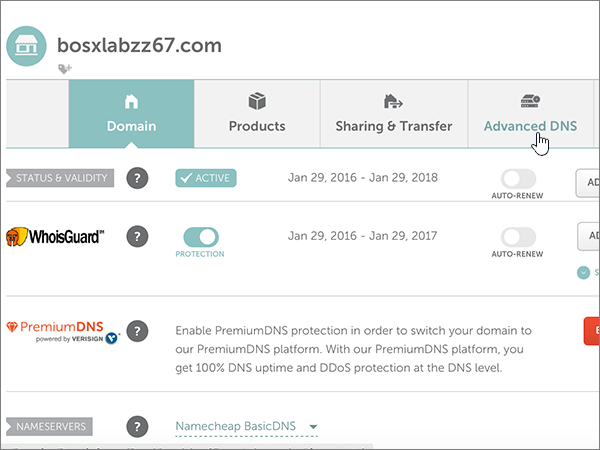 bosxlabzz67.com
Domain
Products
Sharing & Transfer
Advanced DNS
STATUS & VALIDITY
?
ACTIVE
Jan 29, 2016 - Jan 29, 2018
AUTO-RENEW
AD
WhoisGuard
?
PROTECTION
Jan 29, 2016 - Jan 29, 2017
AUTO-RENEW
AD
S
PremiumDNS
powered by VERISIGN
?
Enable PremiumDNS protection in order to switch your domain to
our PremiumDNS platform. With our PremiumDNS platform, you
get 100% DNS uptime and DDoS protection at the DNS level.
E
NAMESERVERS
?
Namecheap BasicDNS